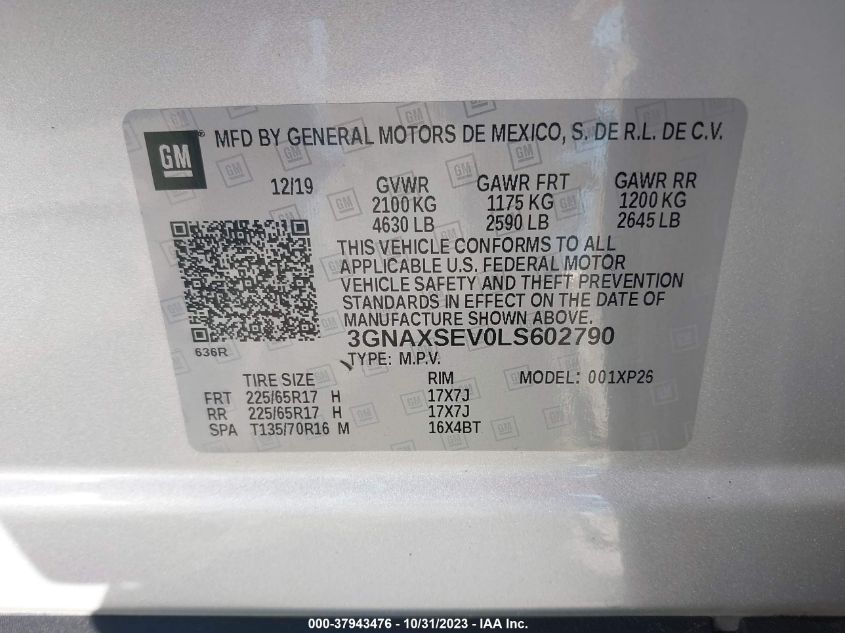 GM ® MFD BY GENERAL MOTORS DE MEXICO, S. DE R.L. DE C.V.
12/19 GVWR GAWR FRT GAWR RR
2100 KG 1175 KG 1200 KG
4630 LB 2590 LB 2645 LB
THIS VEHICLE CONFORMS TO ALL
APPLICABLE U.S. FEDERAL MOTOR
VEHICLE SAFETY AND THEFT PREVENTION
STANDARDS IN EFFECT ON THE DATE OF
MANUFACTURE SHOWN ABOVE.
3GNAXSEV0LS602790
636R
TYPE: M.P.V.
TIRE SIZE RIM MODEL: 001XP26
FRT 225/65R17 H 17X7J
RR 225/65R17 H 17X7J
SPA T135/70R16 M 16X4BT
000-37943476 - 10/31/2023 - IAA Inc.